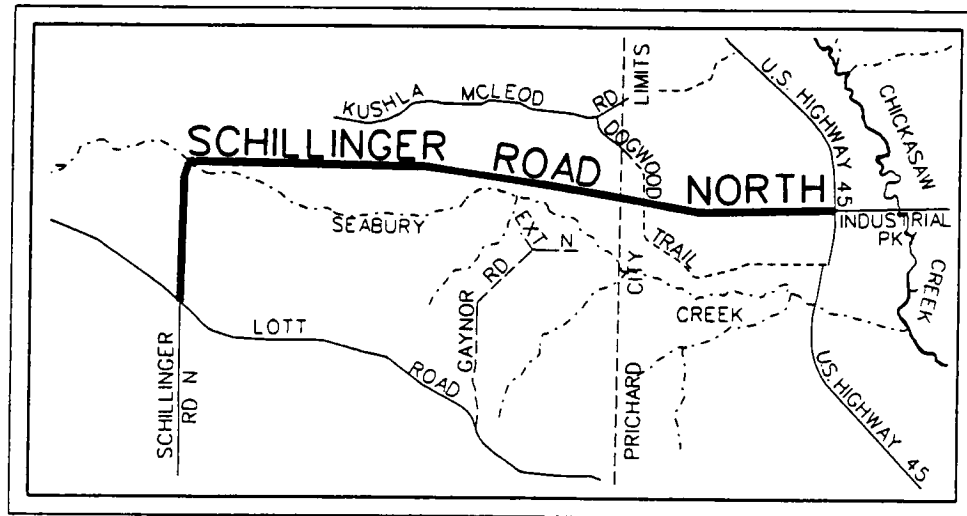 KUSHLA MCLEOD RD
LIMITS
U.S. HIGHWAY 45
CHICKASAW
CREEK
DOGWOOD
TRAIL
SCHILLINGER ROAD NORTH
INDUSTRIAL
PK
SEABURY
CREEK
EXT N
GAYNOR RD
CITY
PRICHARD
LOTT ROAD
SCHILLINGER
RD N
U.S. HIGHWAY 45